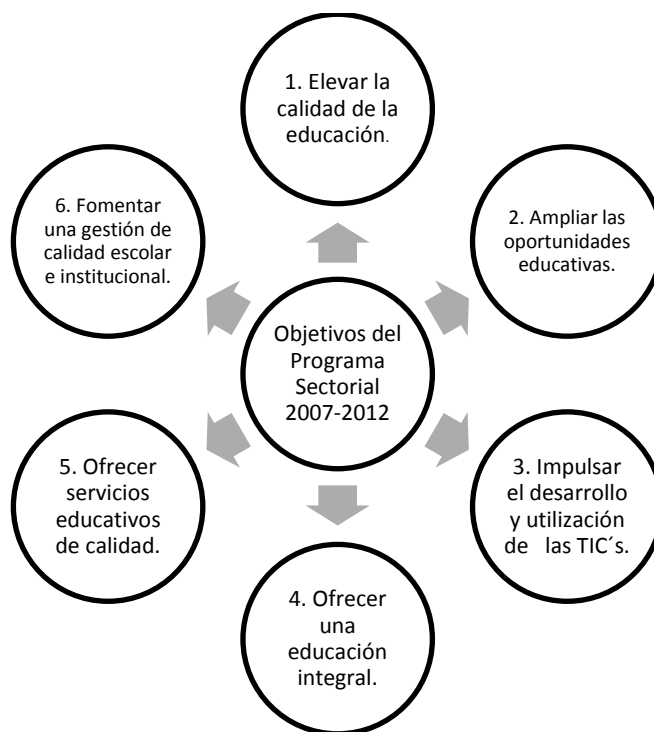 1. Elevar la
calidad de la
educación.
2. Ampliar las
oportunidades
educativas.
3. Impulsar
el desarrollo
y utilización
de las TIC´s.
4. Ofrecer
una
educación
integral.
5. Ofrecer
servicios
educativos
de calidad.
6. Fomentar
una gestión de
calidad escolar
e institucional.
Objetivos del
Programa
Sectorial
2007-2012